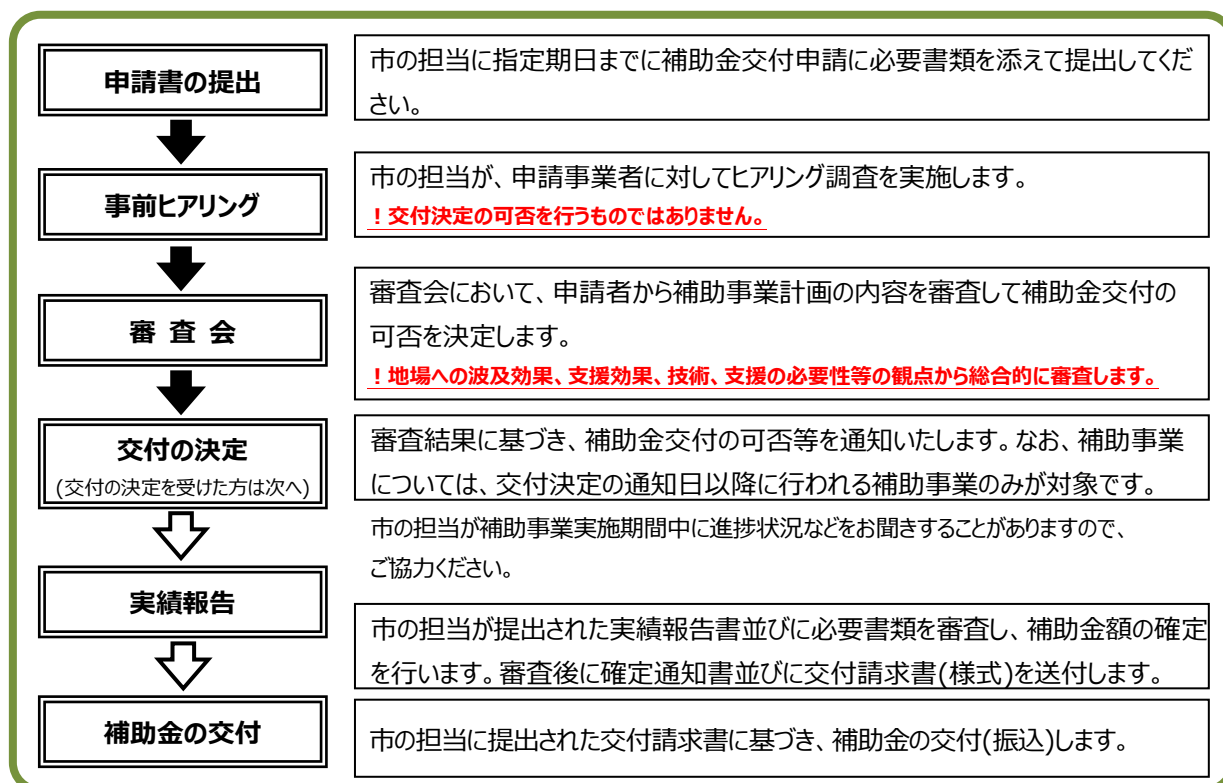 申請書の提出
市の担当に指定期日までに補助金交付申請に必要書類を添えて提出してくだ
さい。
事前ヒアリング
市の担当が、申請事業者に対してヒアリング調査を実施します。
！交付決定の可否を行うものではありません。
審 査 会
審査会において、申請者から補助事業計画の内容を審査して補助金交付の
可否を決定します。
！地場への波及効果、支援効果、技術、支援の必要性等の観点から総合的に審査します。
交付の決定
(交付の決定を受けた方は次へ)
審査結果に基づき、補助金交付の可否等を通知いたします。なお、補助事業
については、交付決定の通知日以降に行われる補助事業のみが対象です。
市の担当が補助事業実施期間中に進捗状況などをお聞きすることがありますので、
ご協力ください。
実績報告
市の担当が提出された実績報告書並びに必要書類を審査し、補助金額の確定
を行います。審査後に確定通知書並びに交付請求書(様式)を送付します。
補助金の交付
市の担当に提出された交付請求書に基づき、補助金の交付(振込)します。